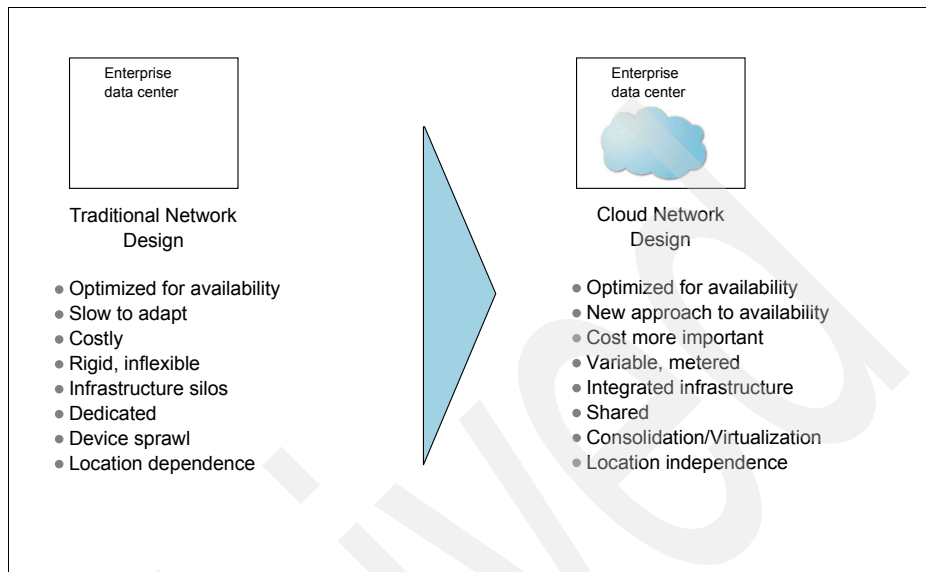 Enterprise
data center
Traditional Network
Design
● Optimized for availability
● Slow to adapt
● Costly
● Rigid, inflexible
● Infrastructure silos
● Dedicated
● Device sprawl
● Location dependence
Enterprise
data center
Cloud Network
Design
● Optimized for availability
● New approach to availability
● Cost more important
● Variable, metered
● Integrated infrastructure
● Shared
● Consolidation/Virtualization
● Location independence